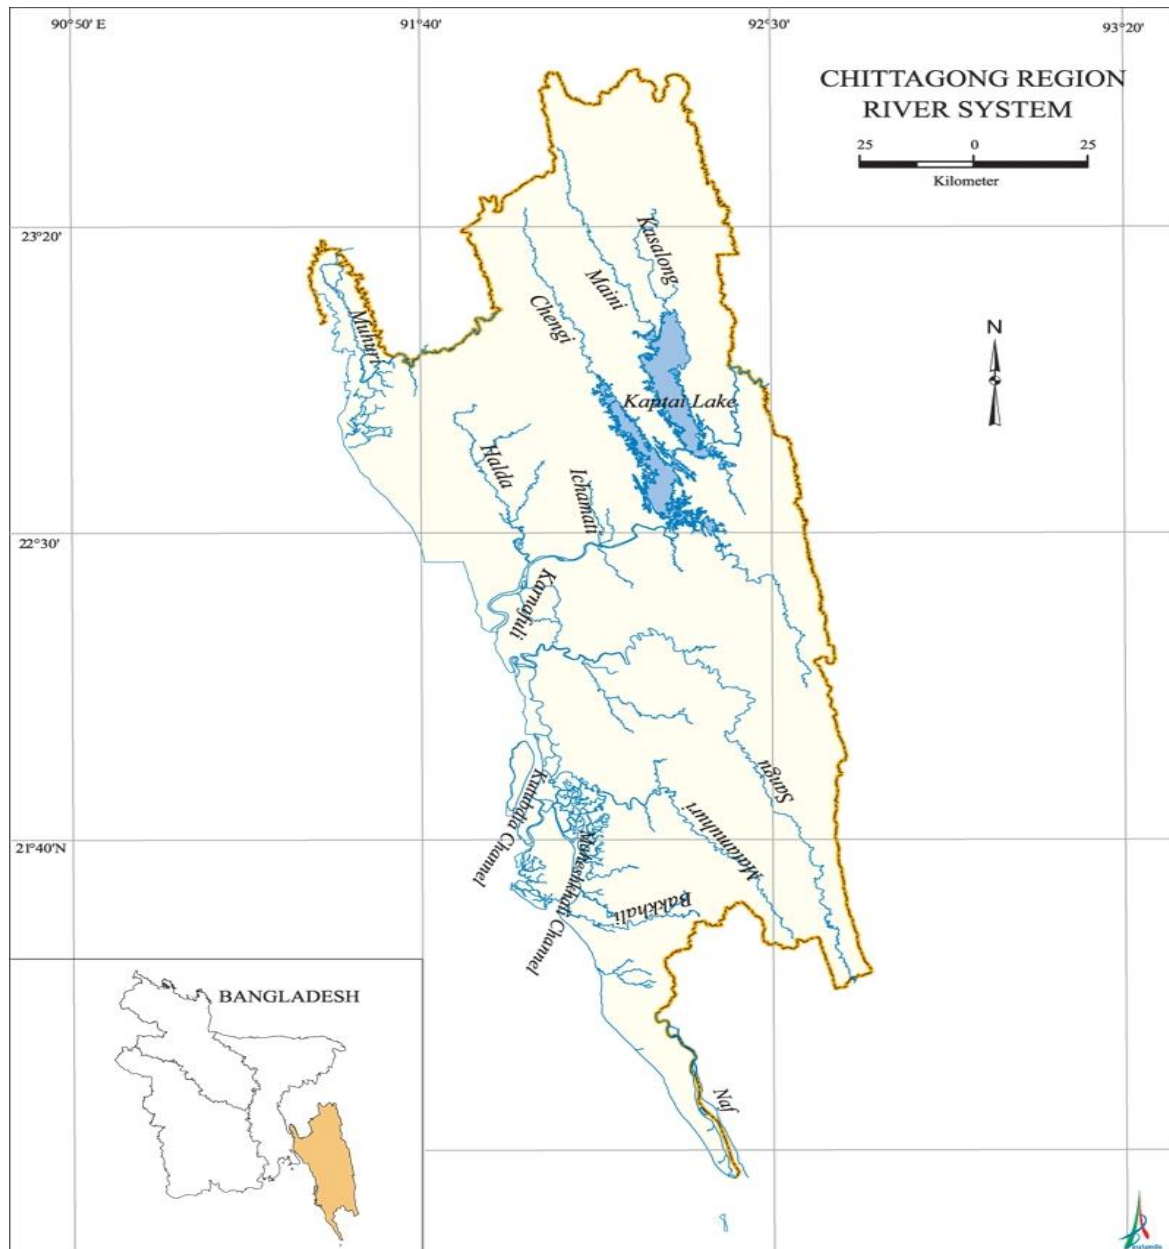 90°50' E
91°40'
92°30'
93°20'
CHITTAGONG REGION
RIVER SYSTEM
25
0
25
Kilometer
23°20'
Kasalong
Maini
Chengi
Muhuri
N
Kaptai Lake
Halda
Ichamati
22°30'
Karnafuli
Sangu
Matamuhuri
Kutubdia Channel
Moheshkhali Channel
21°40'N
Bakkhali
BANGLADESH
Naf